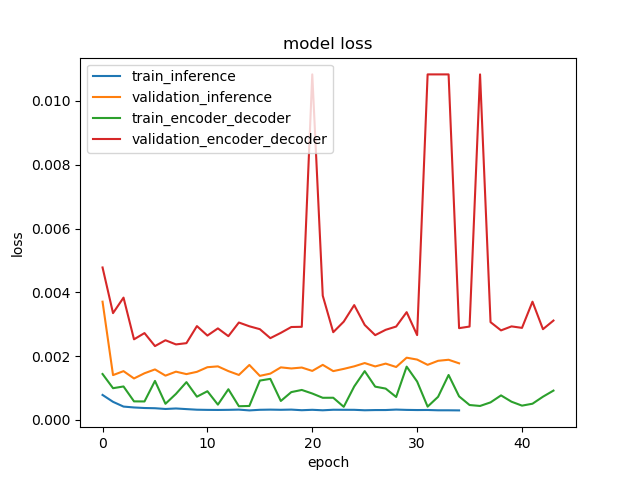 model loss
train_inference
validation_inference
train_encoder_decoder
validation_encoder_decoder
0.010
0.008
0.006
0.004
0.002
0.000
loss
0 10 20 30 40
epoch